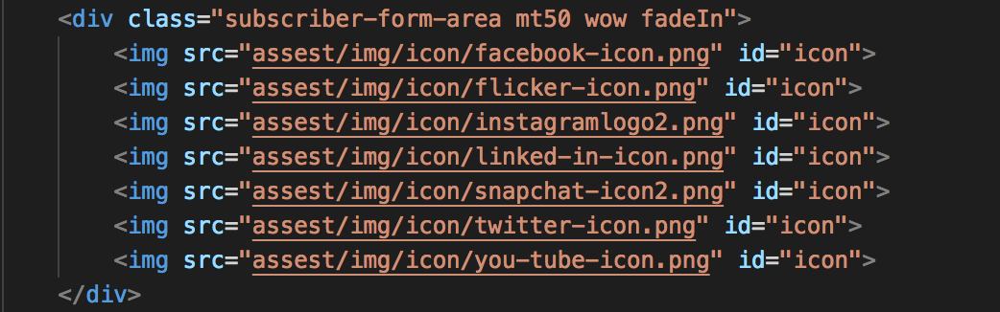 <div class="subscriber-form-area mt50 wow fadeIn">
<img src="assest/img/icon/facebook-icon.png" id="icon">
<img src="assest/img/icon/flicker-icon.png" id="icon">
<img src="assest/img/icon/instagramlogo2.png" id="icon">
<img src="assest/img/icon/linked-in-icon.png" id="icon">
<img src="assest/img/icon/snapchat-icon2.png" id="icon">
<img src="assest/img/icon/twitter-icon.png" id="icon">
<img src="assest/img/icon/you-tube-icon.png" id="icon">
</div>